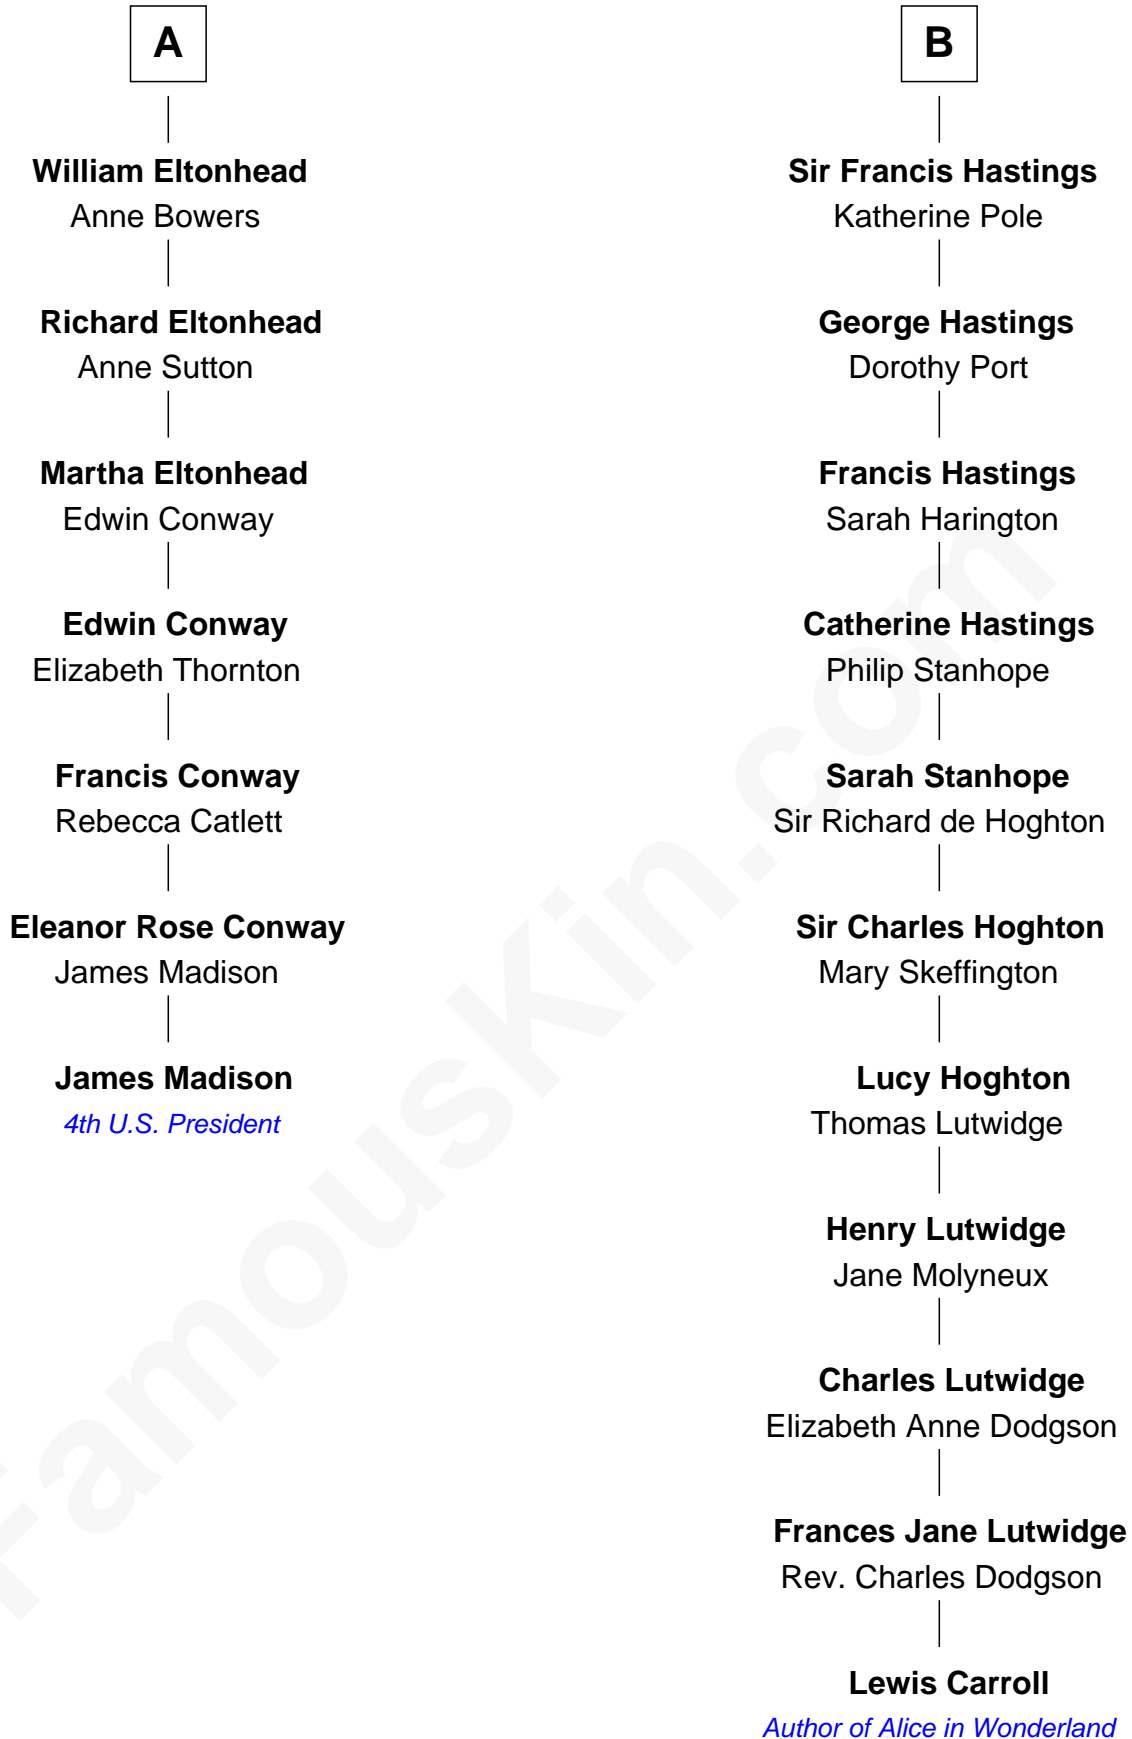 A
William Eltonhead
Anne Bowers
Richard Eltonhead
Anne Sutton
Martha Eltonhead
Edwin Conway
Edwin Conway
Elizabeth Thornton
Francis Conway
Rebecca Catlett
Eleanor Rose Conway
James Madison
James Madison
4th U.S. President
B
Sir Francis Hastings
Katherine Pole
George Hastings
Dorothy Port
Francis Hastings
Sarah Harington
Catherine Hastings
Philip Stanhope
Sarah Stanhope
Sir Richard de Hoghton
Sir Charles Hoghton
Mary Skeffington
Lucy Hoghton
Thomas Lutwidge
Henry Lutwidge
Jane Molyneux
Charles Lutwidge
Elizabeth Anne Dodgson
Frances Jane Lutwidge
Rev. Charles Dodgson
Lewis Carroll
Author of Alice in Wonderland
FamousKin.com